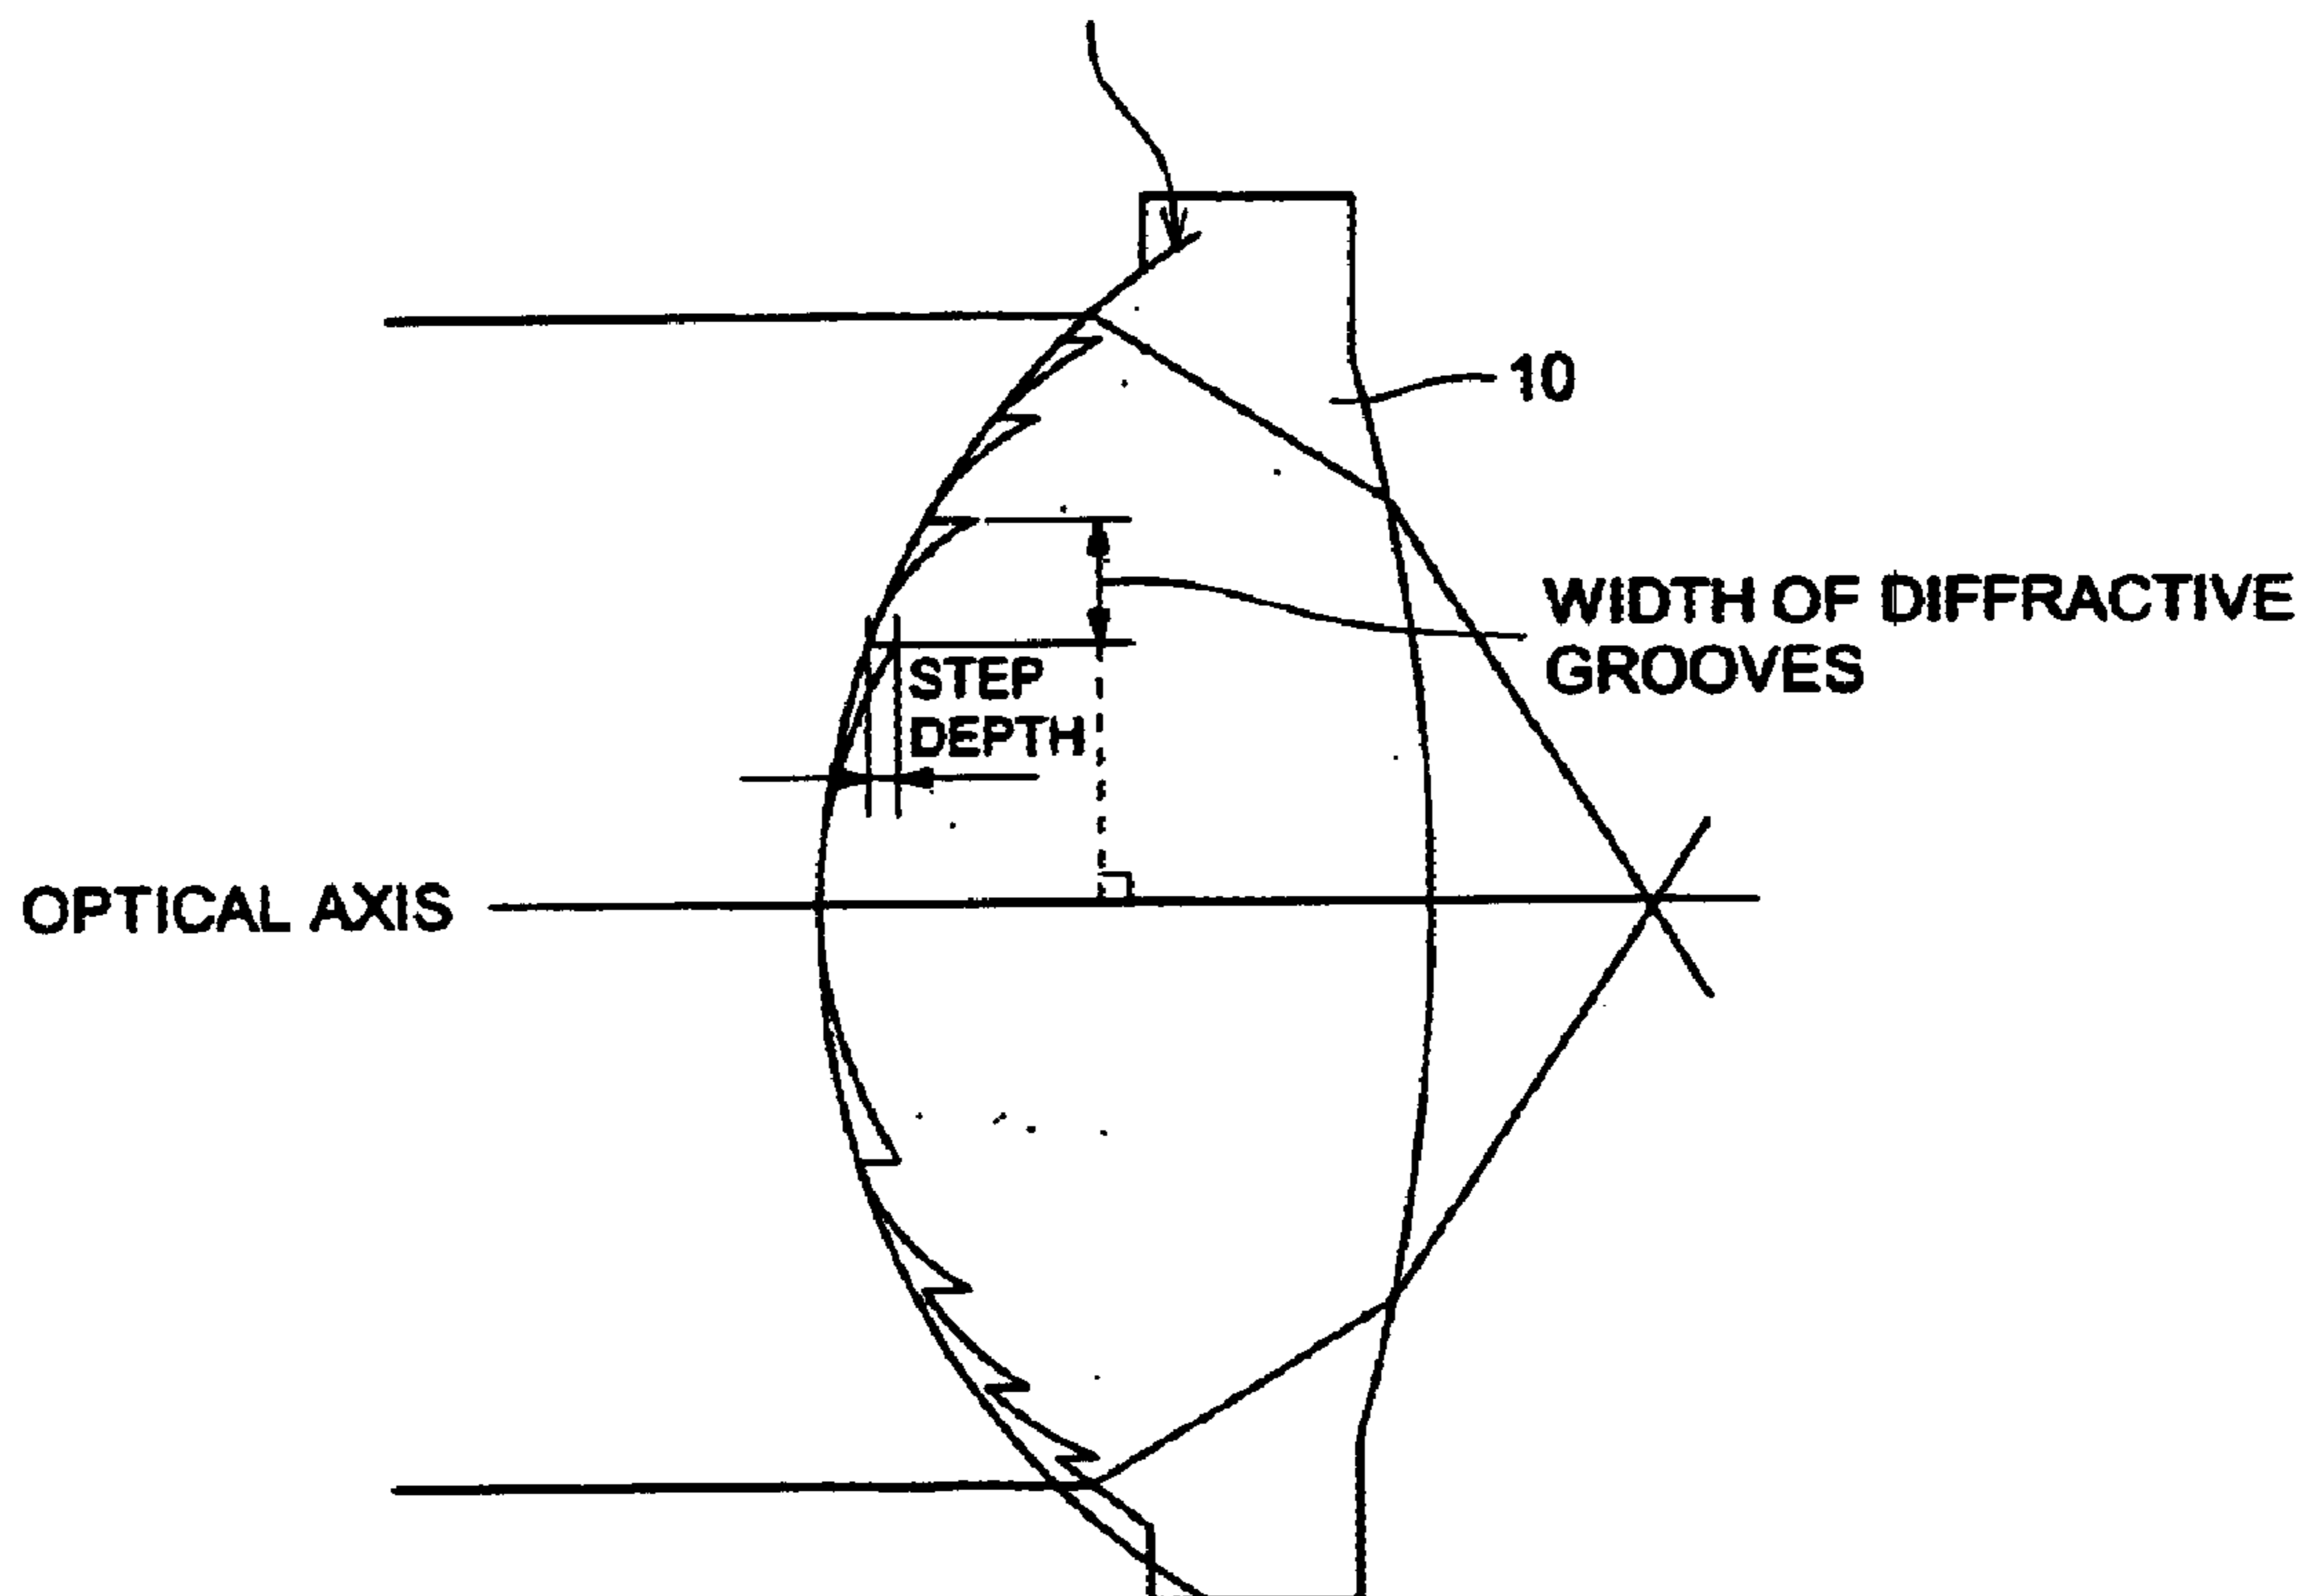 10
WIDTH OF DIFFRACTIVE
GROOVES
STEP
DEPTH
OPTICAL AXIS